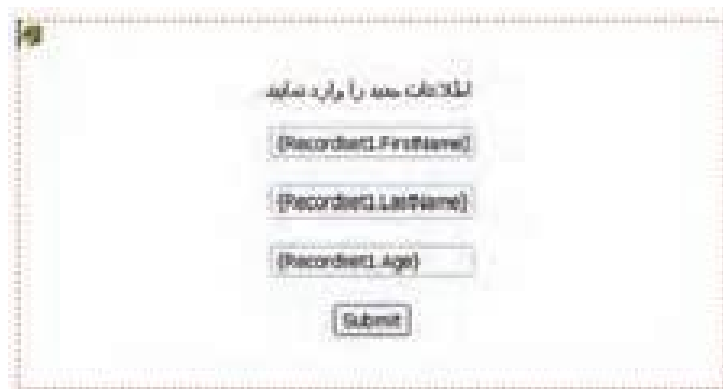 اطلاعات جدید را وارد نمایید.
{Recordset1.FirstName}
{Recordset1.LastName}
{Recordset1.Age}
Submit